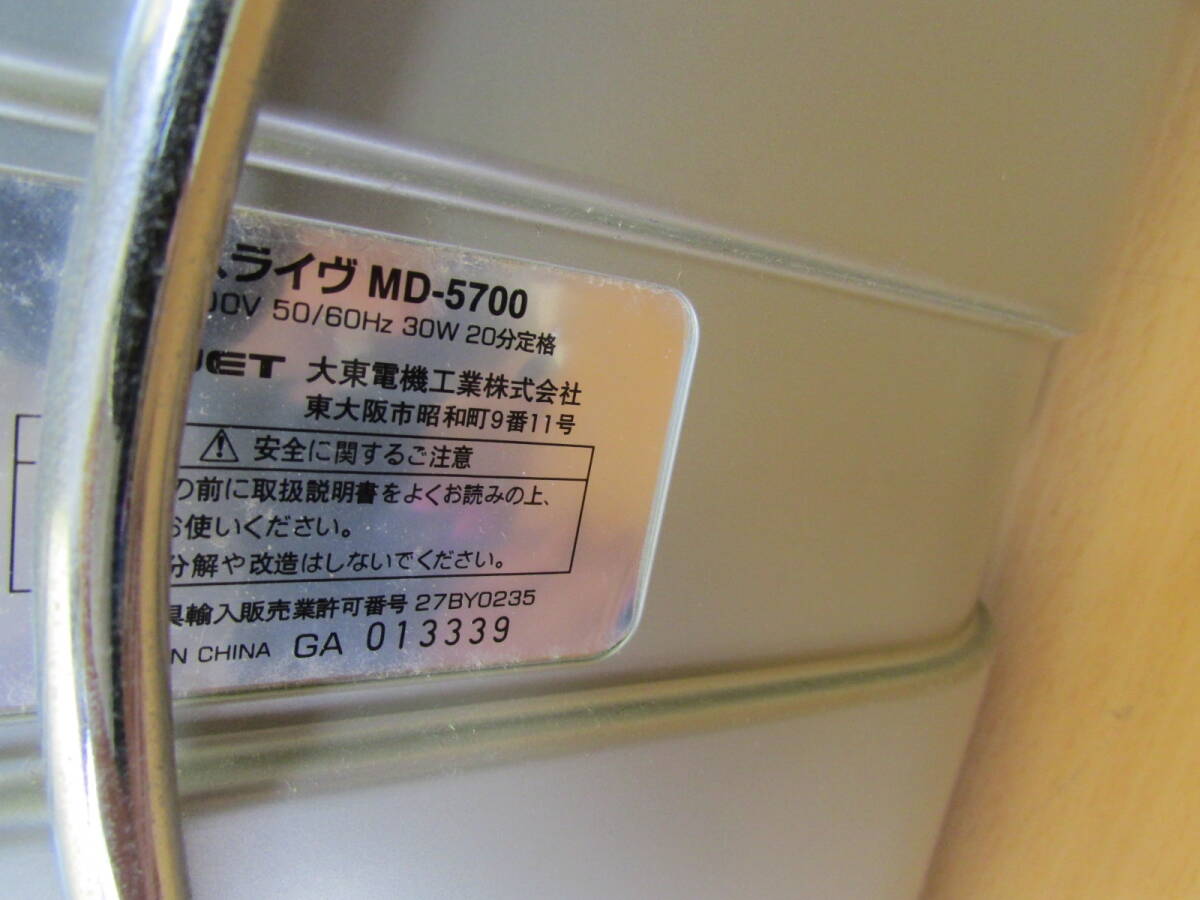 スライヴ MD-5700
00V 50/60Hz 30W 20分定格
JET 大東電機工業株式会社
東大阪市昭和町9番11号
安全に関するご注意
の前に取扱説明書をよくお読みの上、
お使いください。
分解や改造はしないでください。
具輸入販売業許可番号 27BY0235
N CHINA GA 013339